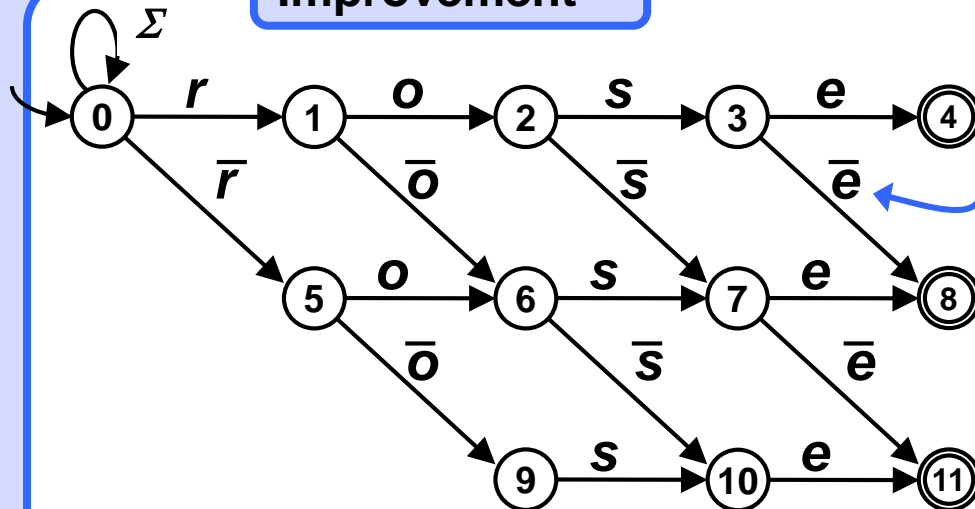 Improvement
Σ
r o s e
0 1 2 3 4
r̅ o̅ s̅ e̅
o s e
5 6 7 8
o̅ s̅ e̅
s e
9 10 11